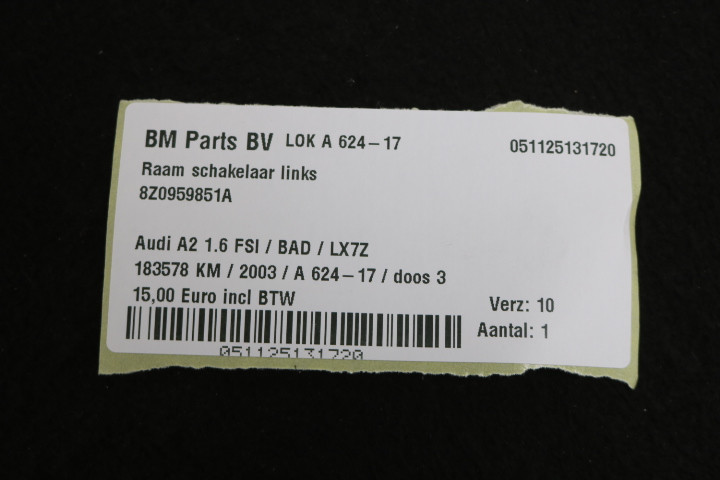 BM Parts BV LOK A 624-17 051125131720
Raam schakelaar links
8Z0959851A
Audi A2 1.6 FSI / BAD / LX7Z
183578 KM / 2003 / A 624-17 / doos 3
15,00 Euro incl BTW
Verz: 10
Aantal: 1
051125131720